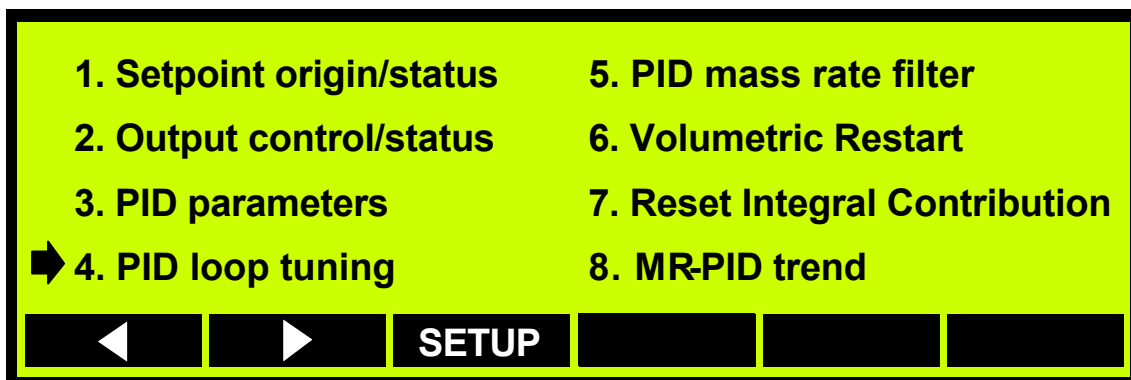 1. Setpoint origin/status
2. Output control/status
3. PID parameters
4. PID loop tuning
5. PID mass rate filter
6. Volumetric Restart
7. Reset Integral Contribution
8. MR-PID trend
SETUP